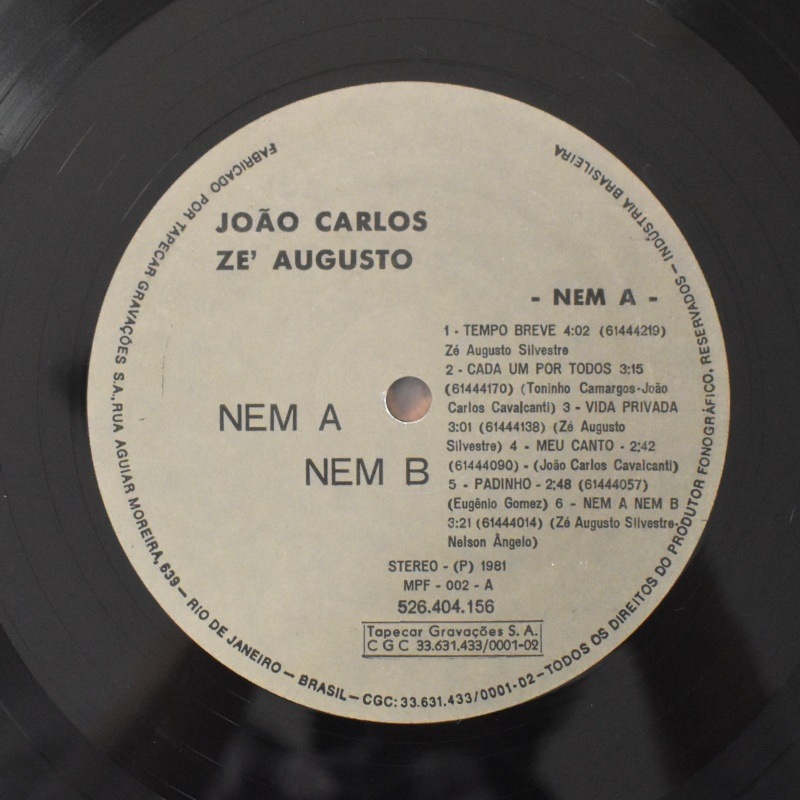 JOÃO CARLOS
ZE' AUGUSTO
- NEM A -
NEM A
NEM B
1 - TEMPO BREVE 4:02 (61444219)
Zé Augusto Silvestre
2 - CADA UM POR TODOS 3:15
(61444170) (Toninho Camargos-João
Carlos Cavalcanti) 3 - VIDA PRIVADA
3:01 (61444138) (Zé Augusto
Silvestre) 4 - MEU CANTO - 2:42
(61444090) - (João Carlos Cavalcanti)
5 - PADINHO - 2:48 (61444057)
(Eugênio Gomez) 6 - NEM A NEM B
3:21 (61444014) (Zé Augusto Silvestre-
Nelson Ângelo)
STEREO - (P) 1981
MPF - 002 - A
526.404.156
Tapecar Gravações S. A.
C G C 33.631.433/0001-02
FABRICADO POR TAPECAR GRAVAÇÕES S.A, RUA AGUIAR MOREIRA, 639 - RIO DE JANEIRO - BRASIL - CGC: 33.631.433/0001-02 - TODOS OS DIREITOS DO PRODUTOR FONOGRÁFICO, RESERVADOS - INDÚSTRIA BRASILEIRA